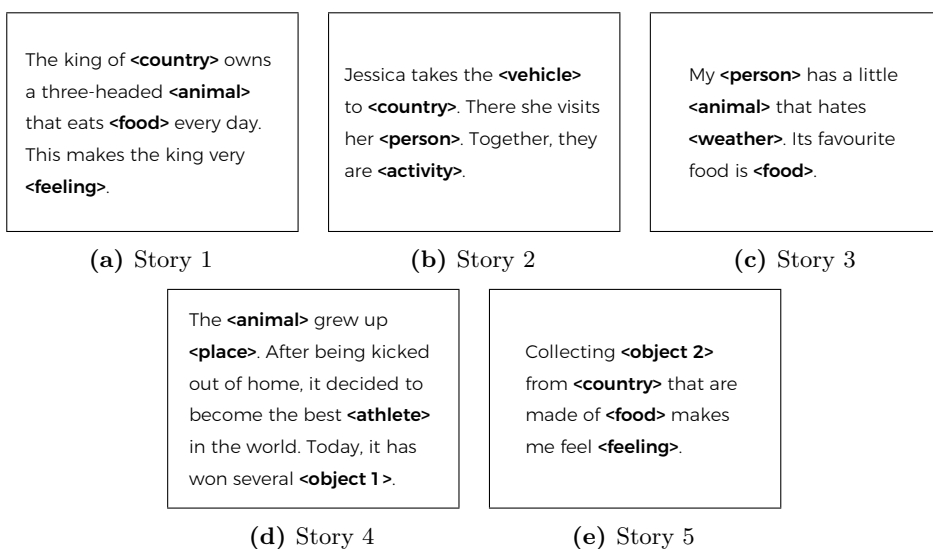 The king of <country> owns
a three-headed <animal>
that eats <food> every day.
This makes the king very
<feeling>.
(a) Story 1
Jessica takes the <vehicle>
to <country>. There she visits
her <person>. Together, they
are <activity>.
(b) Story 2
My <person> has a little
<animal> that hates
<weather>. Its favourite
food is <food>.
(c) Story 3
The <animal> grew up
<place>. After being kicked
out of home, it decided to
become the best <athlete>
in the world. Today, it has
won several <object 1>.
(d) Story 4
Collecting <object 2>
from <country> that are
made of <food> makes
me feel <feeling>.
(e) Story 5